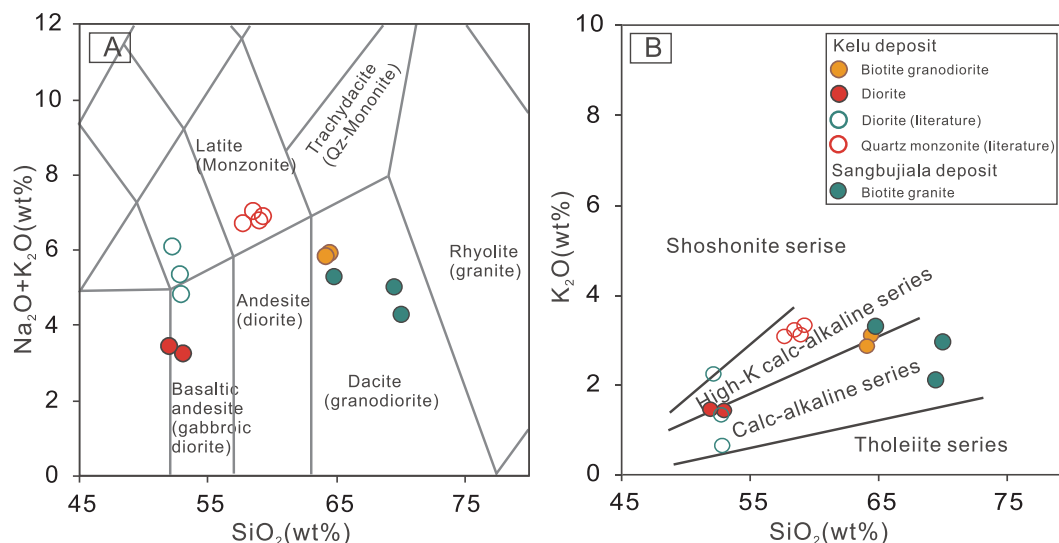 A
12
10
8
6
4
2
0
Na₂O+K₂O(wt%)
45
55
65
75
SiO₂(wt%)
Latite
(Monzonite)
Trachydacite
(Qz-Mononite)
Rhyolite
(granite)
Andesite
(diorite)
Dacite
(granodiorite)
Basaltic
andesite
(gabbroic
diorite)
B
10
8
6
4
2
0
K₂O(wt%)
45
55
65
75
SiO₂(wt%)
Kelu deposit
Biotite granodiorite
Diorite
Diorite (literature)
Quartz monzonite (literature)
Sangbujiala deposit
Biotite granite
Shoshonite serise
High-K calc-alkaline series
Calc-alkaline series
Tholeiite series